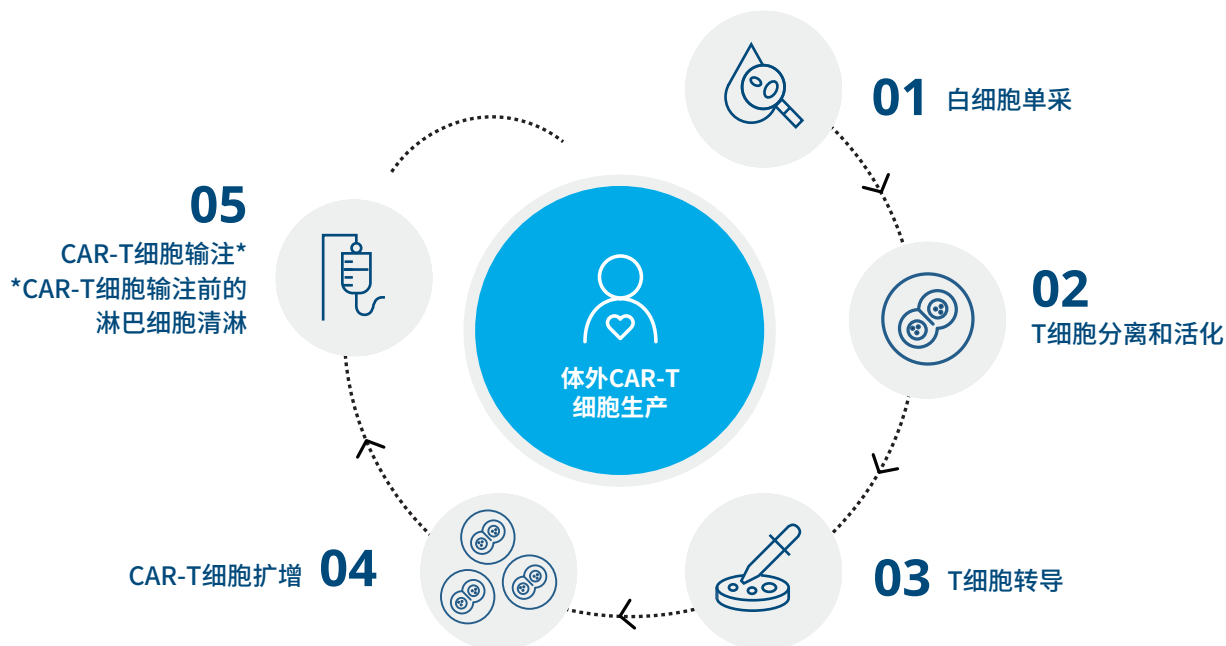 01 白细胞单采
02
T细胞分离和活化
03 T细胞转导
CAR-T细胞扩增 04
05
CAR-T细胞输注*
*CAR-T细胞输注前的
淋巴细胞清淋
体外CAR-T
细胞生产